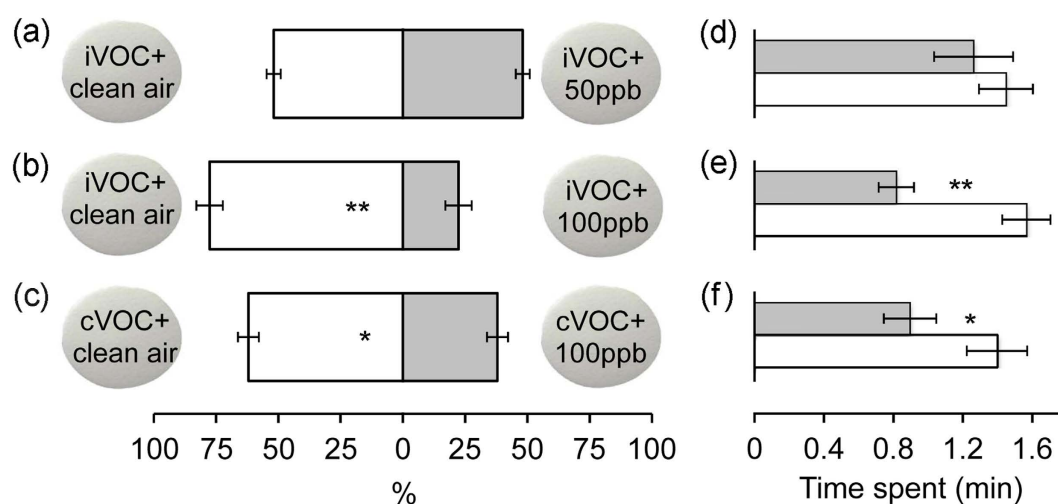 (a)
iVOC+
clean air
iVOC+
50ppb
(d)
(b)
iVOC+
clean air
**
iVOC+
100ppb
(e)
**
(c)
cVOC+
clean air
*
cVOC+
100ppb
(f)
*
100 75 50 25 0 25 50 75 100
%
0 0.4 0.8 1.2 1.6
Time spent (min)